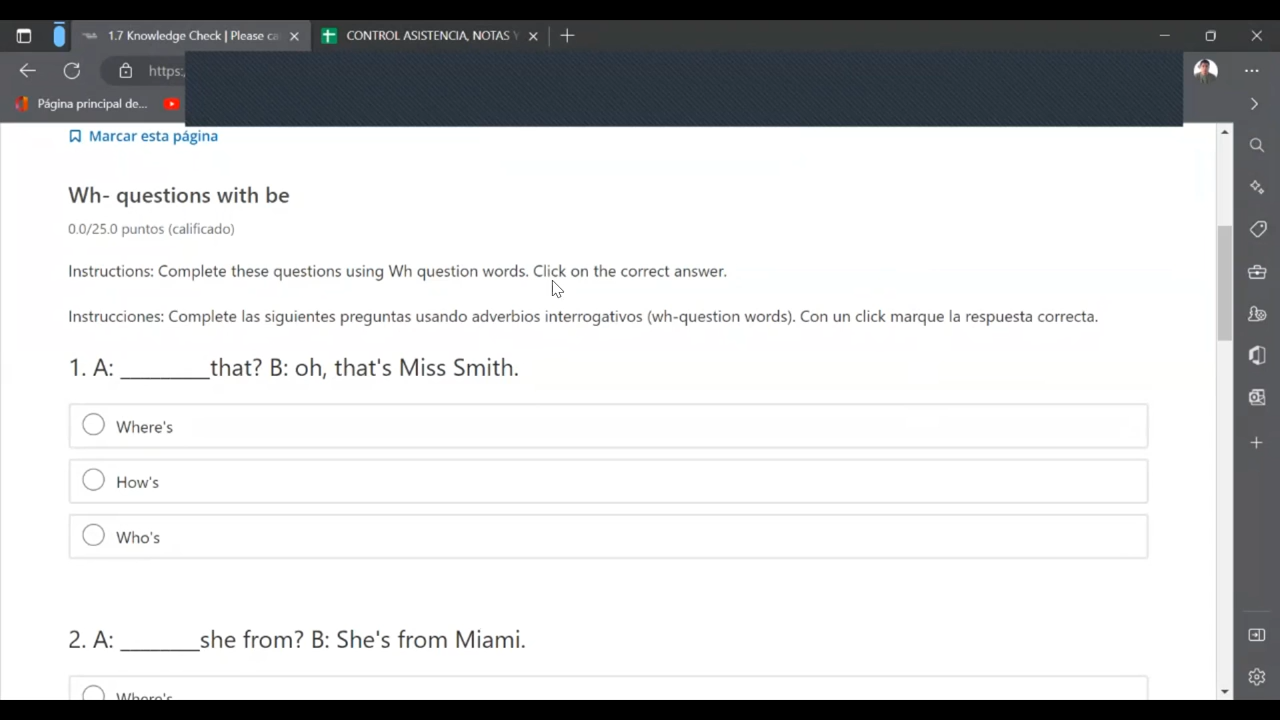 1.7 Knowledge Check | Please ca
CONTROL ASISTENCIA, NOTAS Y
https:
Página principal de...
Marcar esta página
Wh- questions with be
0.0/25.0 puntos (calificado)
Instructions: Complete these questions using Wh question words. Click on the correct answer.
Instrucciones: Complete las siguientes preguntas usando adverbios interrogativos (wh-question words). Con un click marque la respuesta correcta.
1. A: _________that? B: oh, that's Miss Smith.
Where's
How's
Who's
2. A: ________she from? B: She's from Miami.
Where's